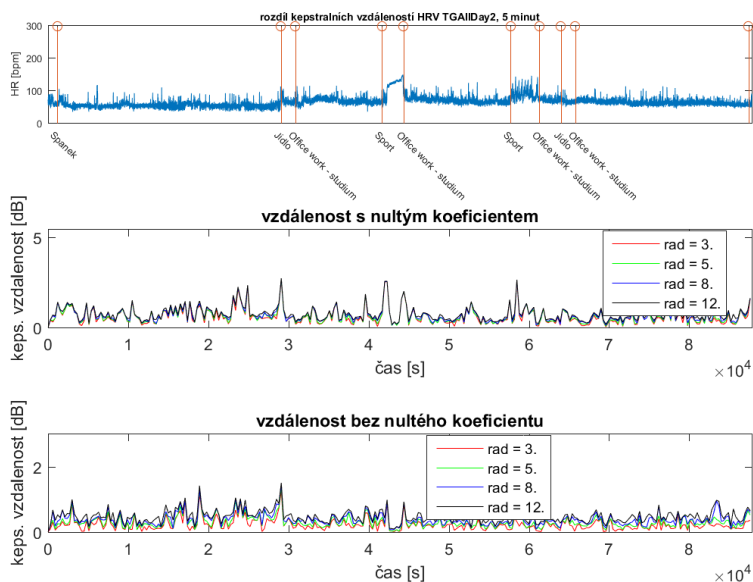 rozdíl kepstralních vzdáleností HRV TGAllDay2, 5 minut
HR [bpm]
300
200
100
0
Spanek
Jidlo
Office work - studium
Sport
Office work - studium
Sport
Office work - studium
Jidlo
Office work - studium
vzdálenost s nultým koeficientem
keps. vzdalenost [dB]
5
0
rad = 3.
rad = 5.
rad = 8.
rad = 12.
0 1 2 3 4 5 6 7 8
čas [s]
×10^4
vzdálenost bez nultého koeficientu
keps. vzdalenost [dB]
2
0
rad = 3.
rad = 5.
rad = 8.
rad = 12.
0 1 2 3 4 5 6 7 8
čas [s]
×10^4